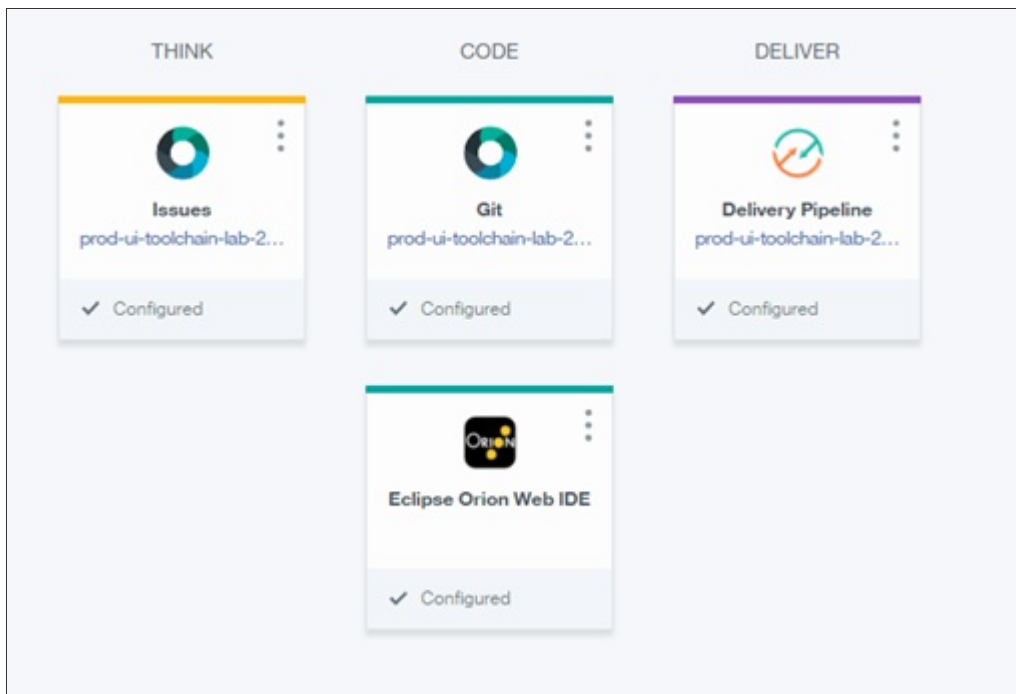 THINK
CODE
DELIVER
Issues
prod-ui-toolchain-lab-2...
Configured
Git
prod-ui-toolchain-lab-2...
Configured
Delivery Pipeline
prod-ui-toolchain-lab-2...
Configured
ORION
Eclipse Orion Web IDE
Configured